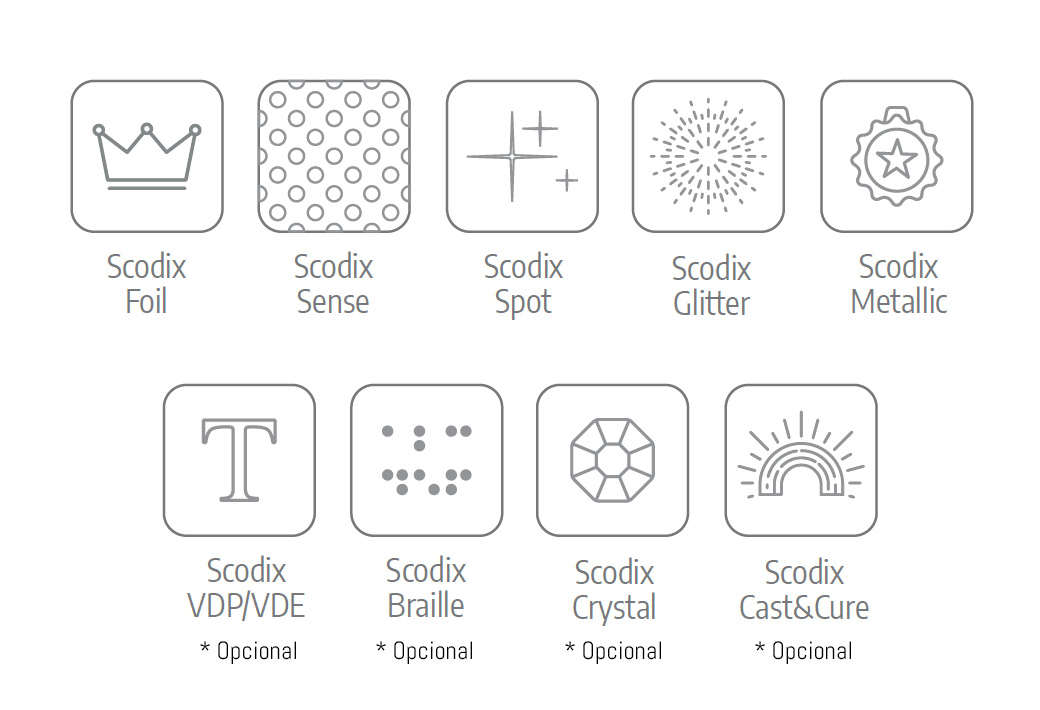 Scodix
Foil
Scodix
Sense
Scodix
Spot
Scodix
Glitter
Scodix
Metallic
T
Scodix
VDP/VDE
* Opcional
Scodix
Braille
* Opcional
Scodix
Crystal
* Opcional
Scodix
Cast&Cure
* Opcional